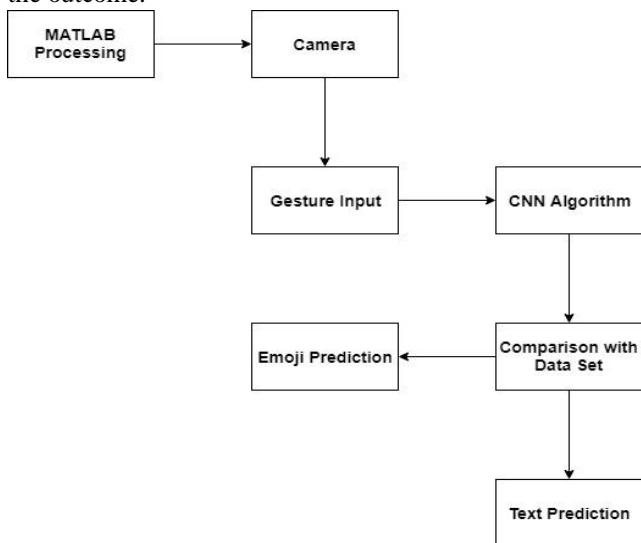 the outcome.
MATLAB
Processing
Camera
Gesture Input
CNN Algorithm
Emoji Prediction
Comparison with
Data Set
Text Prediction